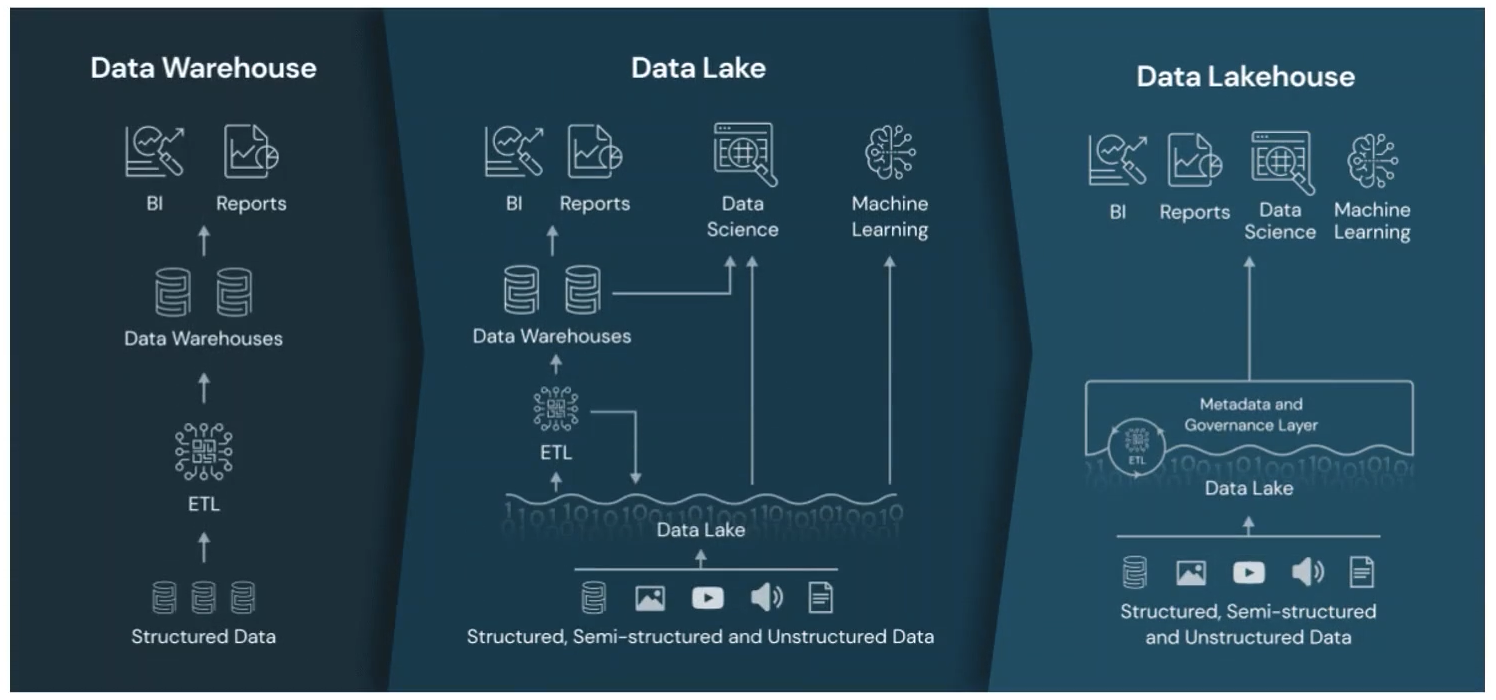 Data Warehouse
BI
Reports
Data Warehouses
ETL
Structured Data
Data Lake
BI
Reports
Data
Science
Machine
Learning
Data Warehouses
ETL
Data Lake
Structured, Semi-structured and Unstructured Data
Data Lakehouse
BI
Reports
Data
Science
Machine
Learning
Metadata and
Governance Layer
ETL
Data Lake
Structured, Semi-structured
and Unstructured Data